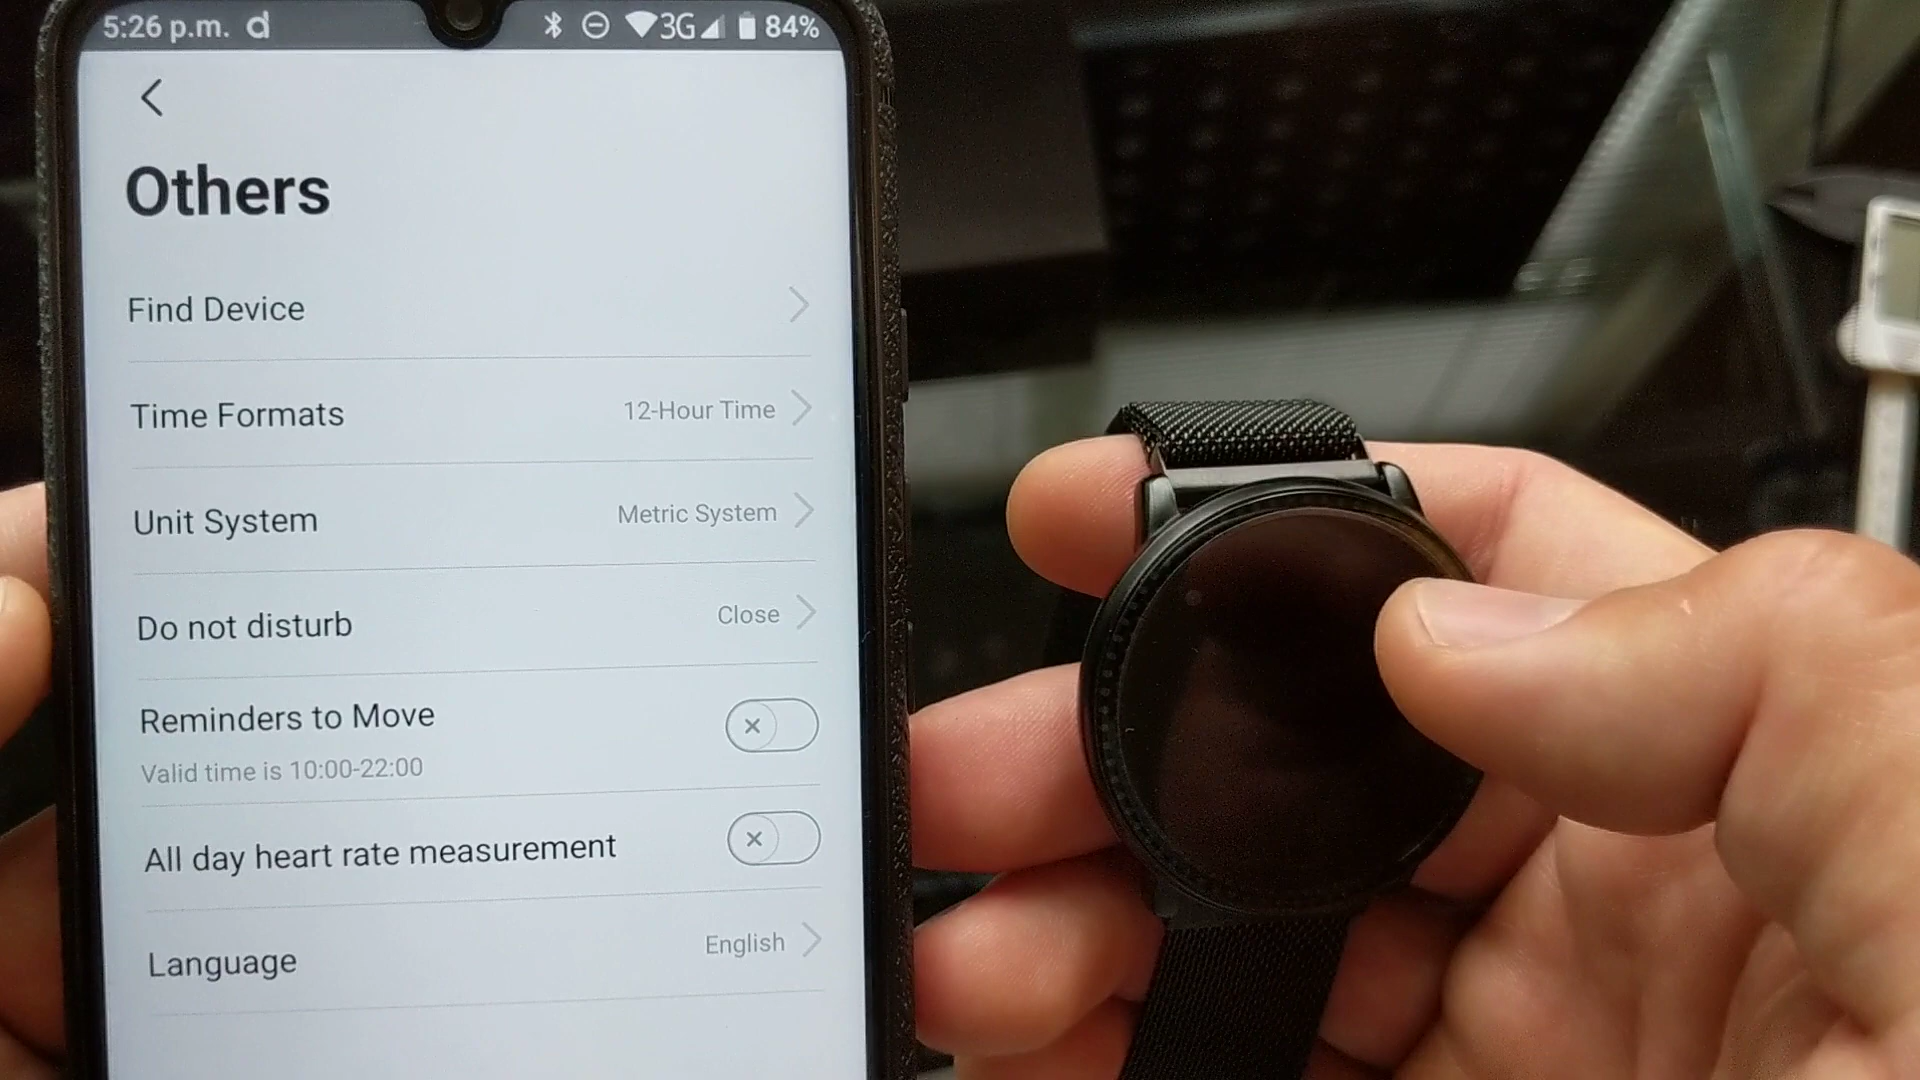 5:26 p.m. d 3G 84%
Others
Find Device
Time Formats 12-Hour Time
Unit System Metric System
Do not disturb Close
Reminders to Move
Valid time is 10:00-22:00
All day heart rate measurement
Language English